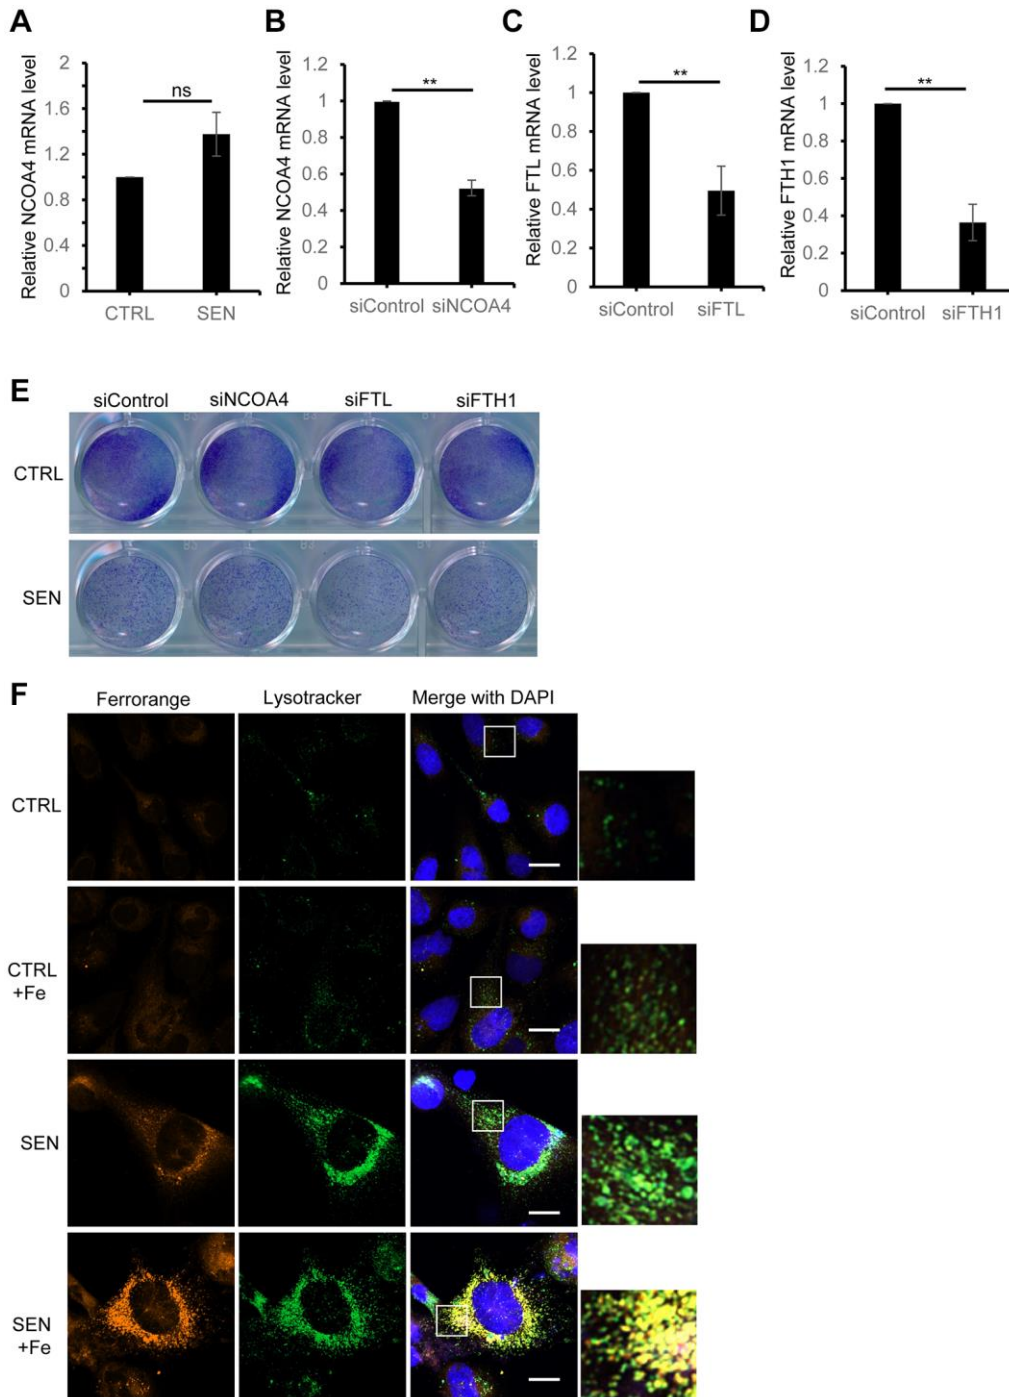 A
Relative NCOA4 mRNA level
2
1.6
1.2
0.8
0.4
0
ns
CTRL SEN
B
Relative NCOA4 mRNA level
1.2
1
0.8
0.6
0.4
0.2
0
**
siControl siNCOA4
C
Relative FTL mRNA level
1.2
1
0.8
0.6
0.4
0.2
0
**
siControl siFTL
D
Relative FTH1 mRNA level
1.2
1
0.8
0.6
0.4
0.2
0
**
siControl siFTH1
E
siControl siNCOA4 siFTL siFTH1
CTRL
SEN
F
Ferrorange Lysotracker Merge with DAPI
CTRL
CTRL
+Fe
SEN
SEN
+Fe